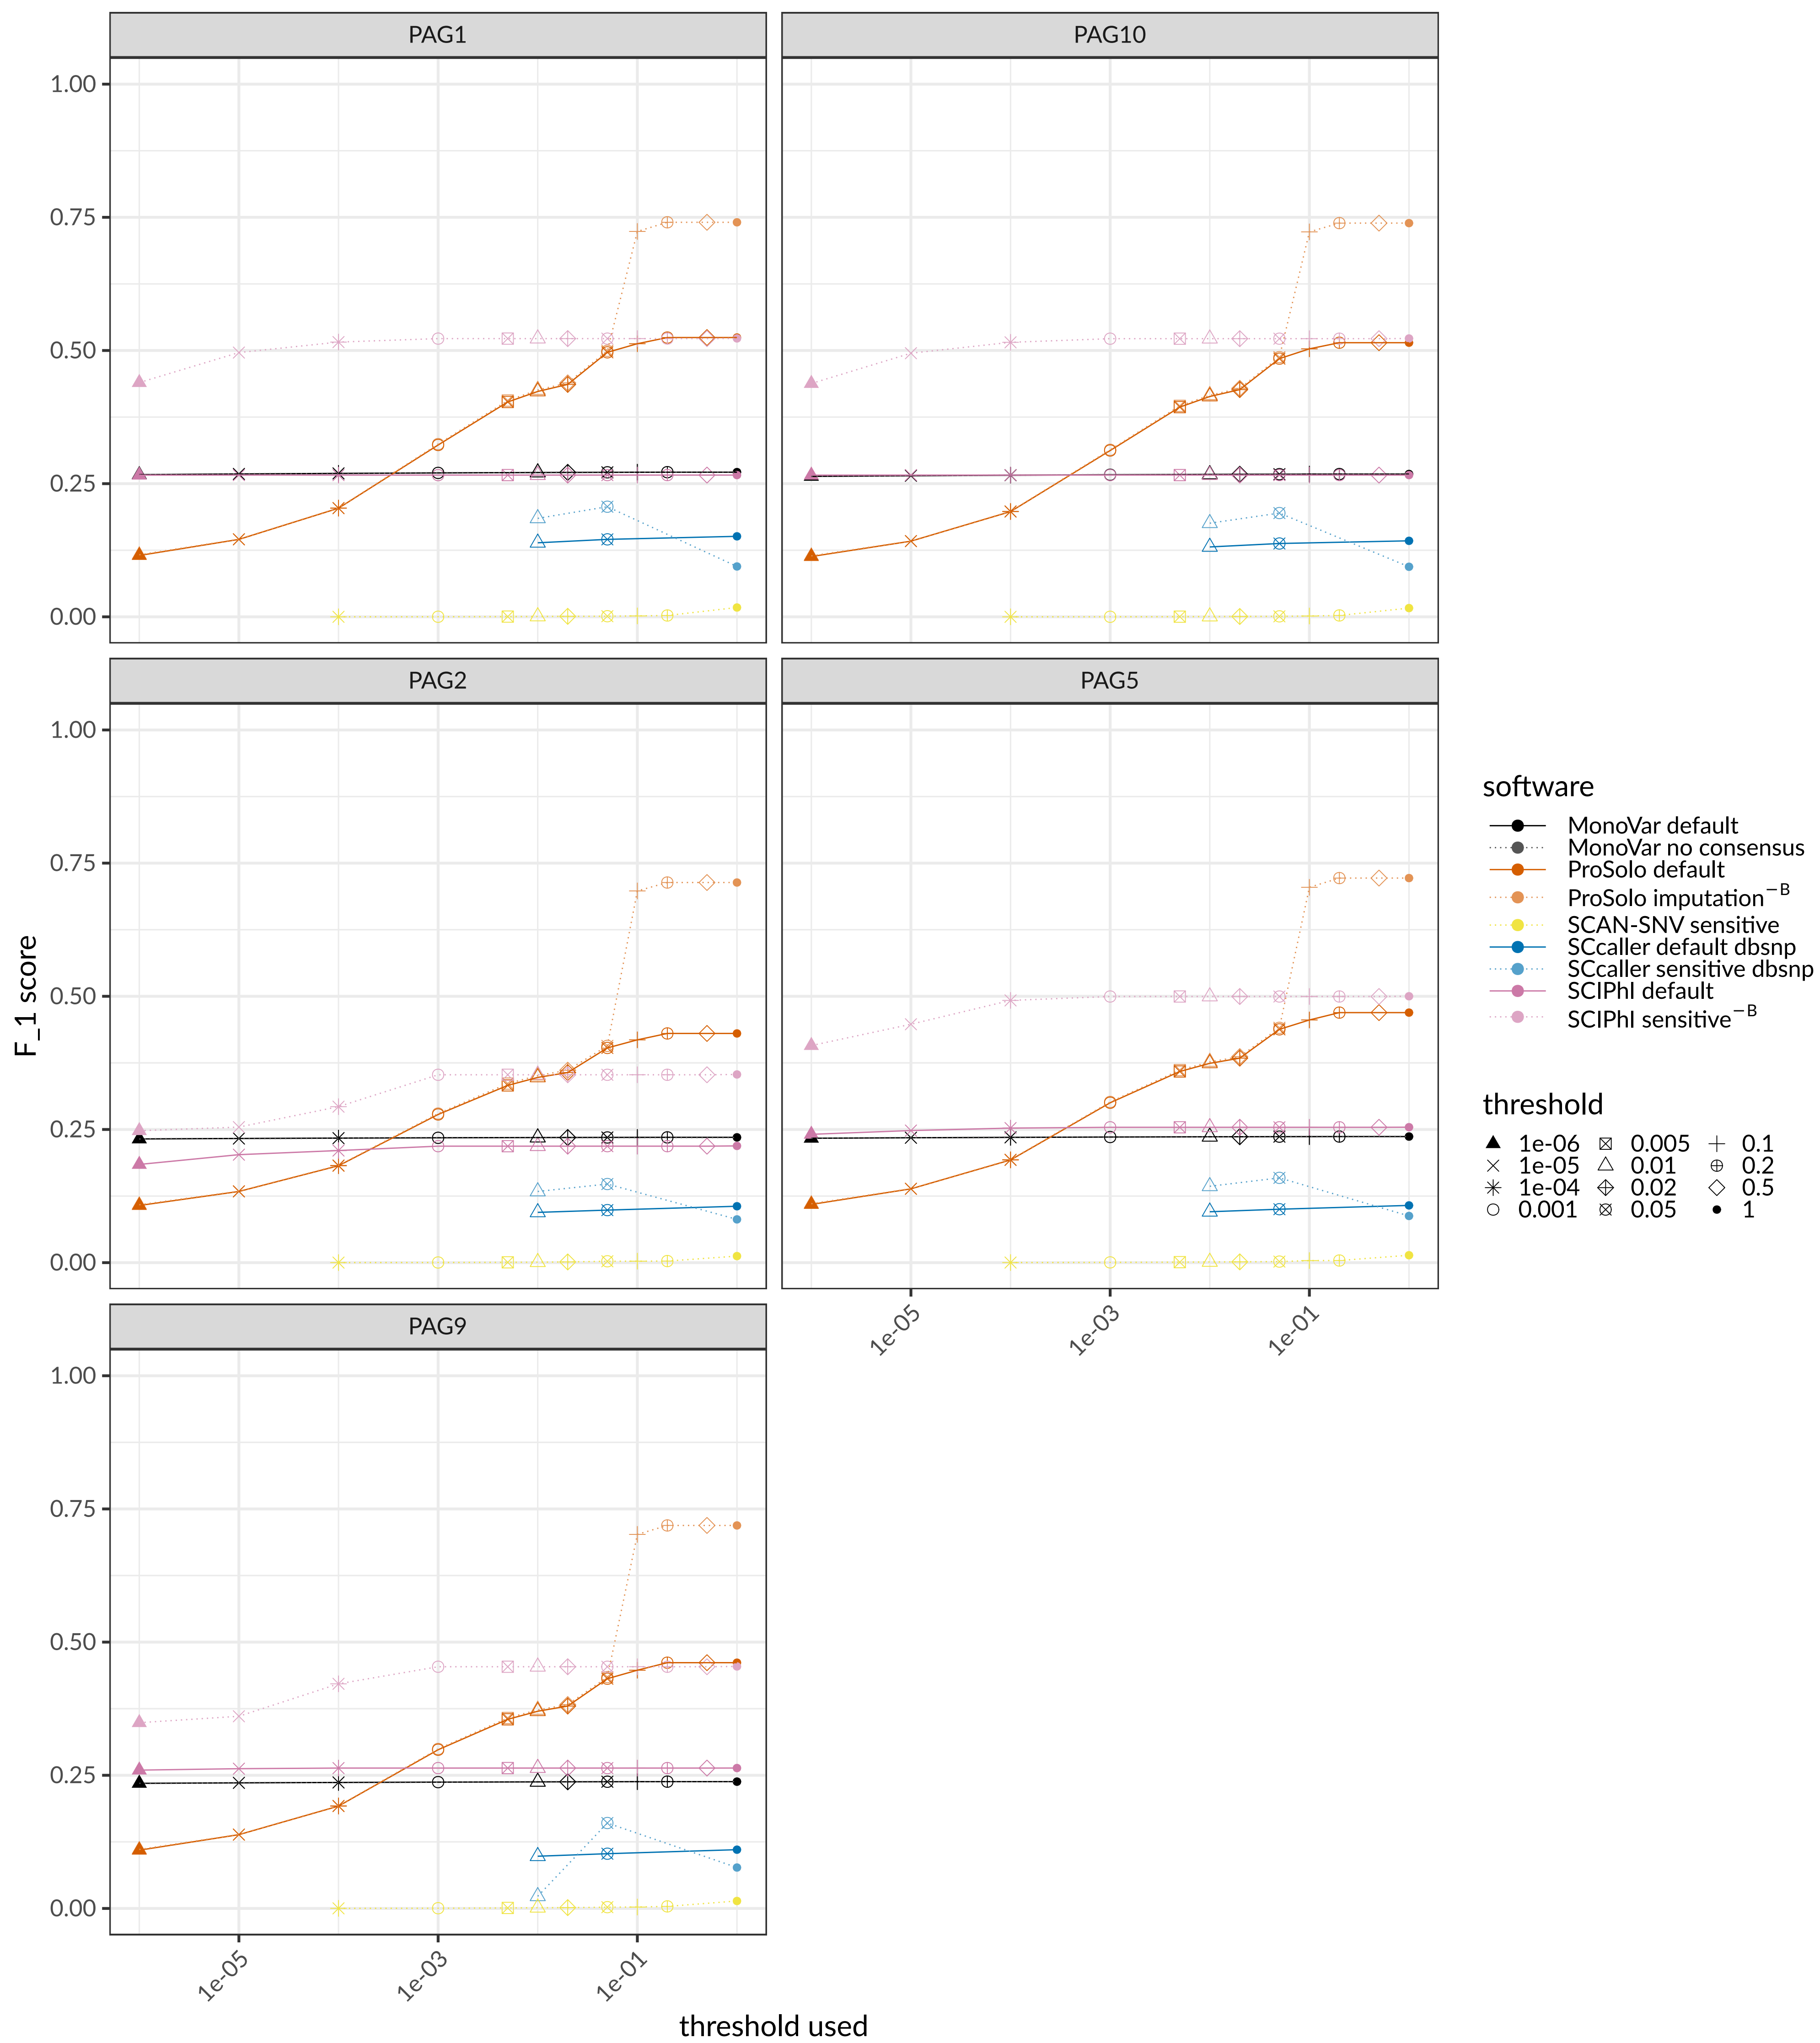 PAG1
PAG10
1.00
0.75
0.50
0.25
0.00
PAG2
PAG5
1.00
0.75
0.50
0.25
0.00
1e-05
1e-03
1e-01
PAG9
1.00
0.75
0.50
0.25
0.00
1e-05
1e-03
1e-01
threshold used
F_1 score
software
MonoVar default
MonoVar no consensus
ProSolo default
ProSolo imputation−B
SCAN-SNV sensitive
SCcaller default dbsnp
SCcaller sensitive dbsnp
SCIPhI default
SCIPhI sensitive−B
threshold
1e-06 0.005 0.1
1e-05 0.01 0.2
1e-04 0.02 0.5
0.001 0.05 1